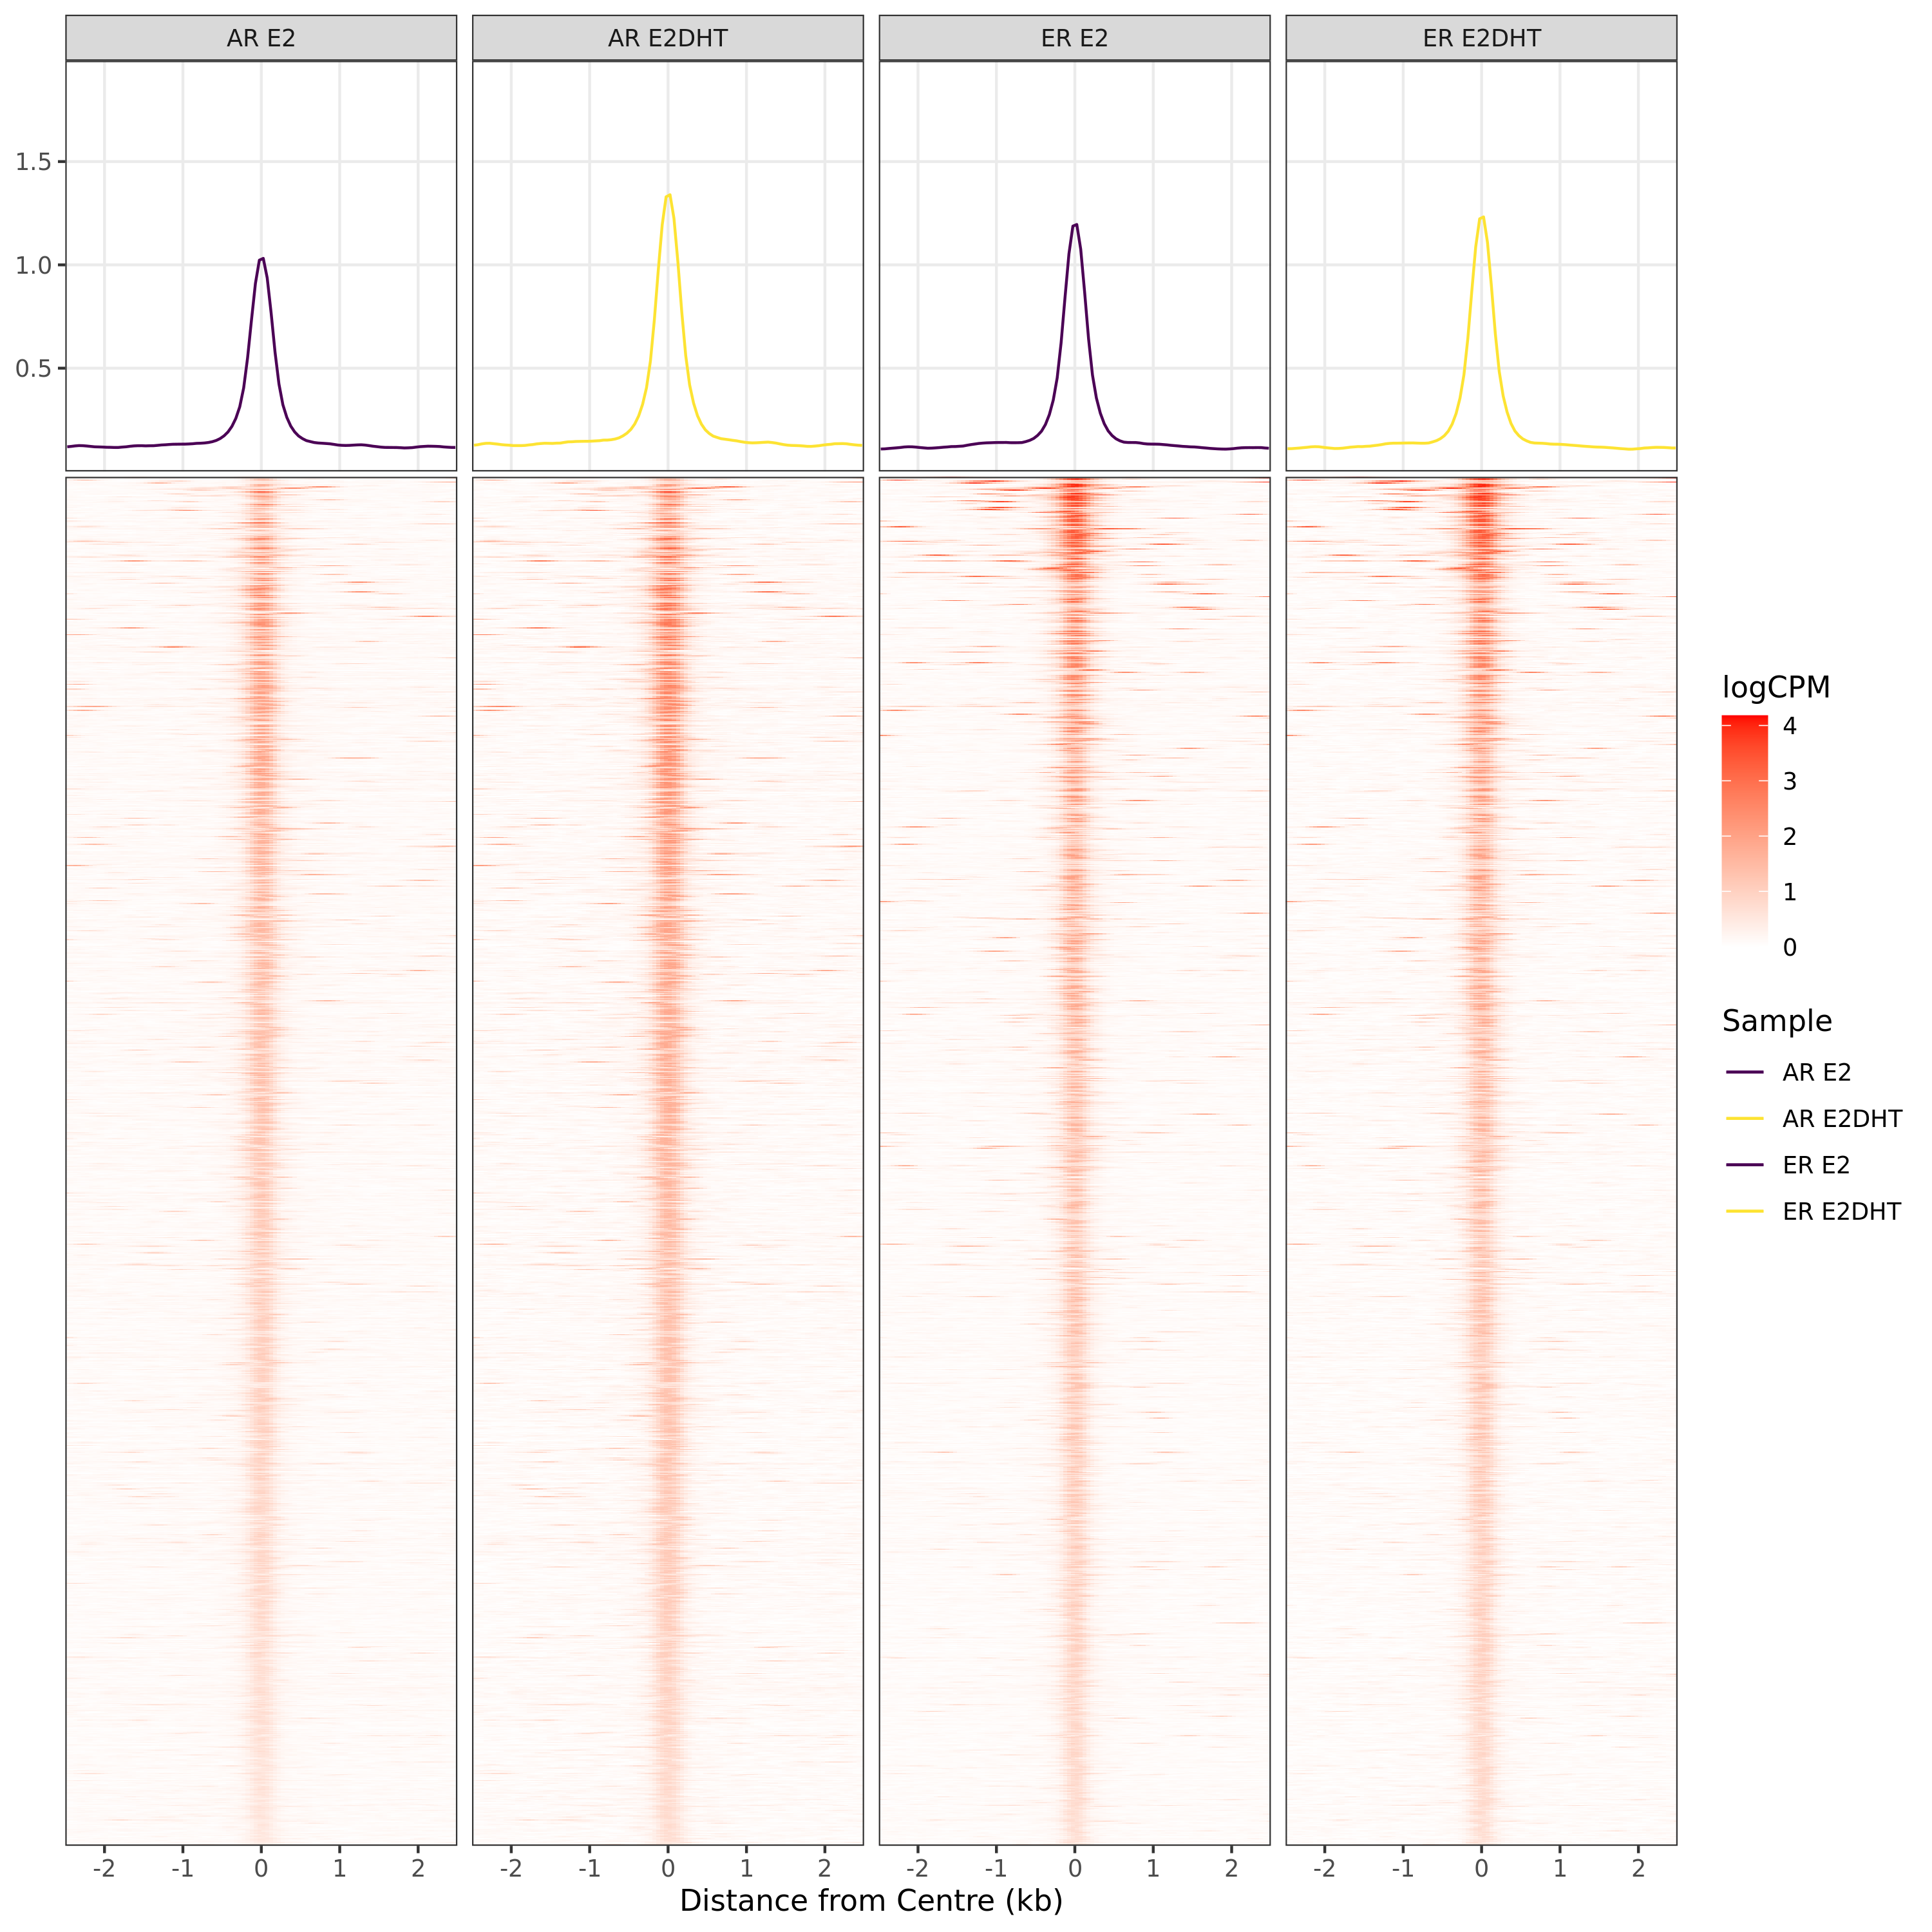 AR E2
AR E2DHT
ER E2
ER E2DHT
1.5
1.0
0.5
logCPM
4
3
2
1
0
Sample
AR E2
AR E2DHT
ER E2
ER E2DHT
-2 -1 0 1 2
-2 -1 0 1 2
-2 -1 0 1 2
-2 -1 0 1 2
Distance from Centre (kb)